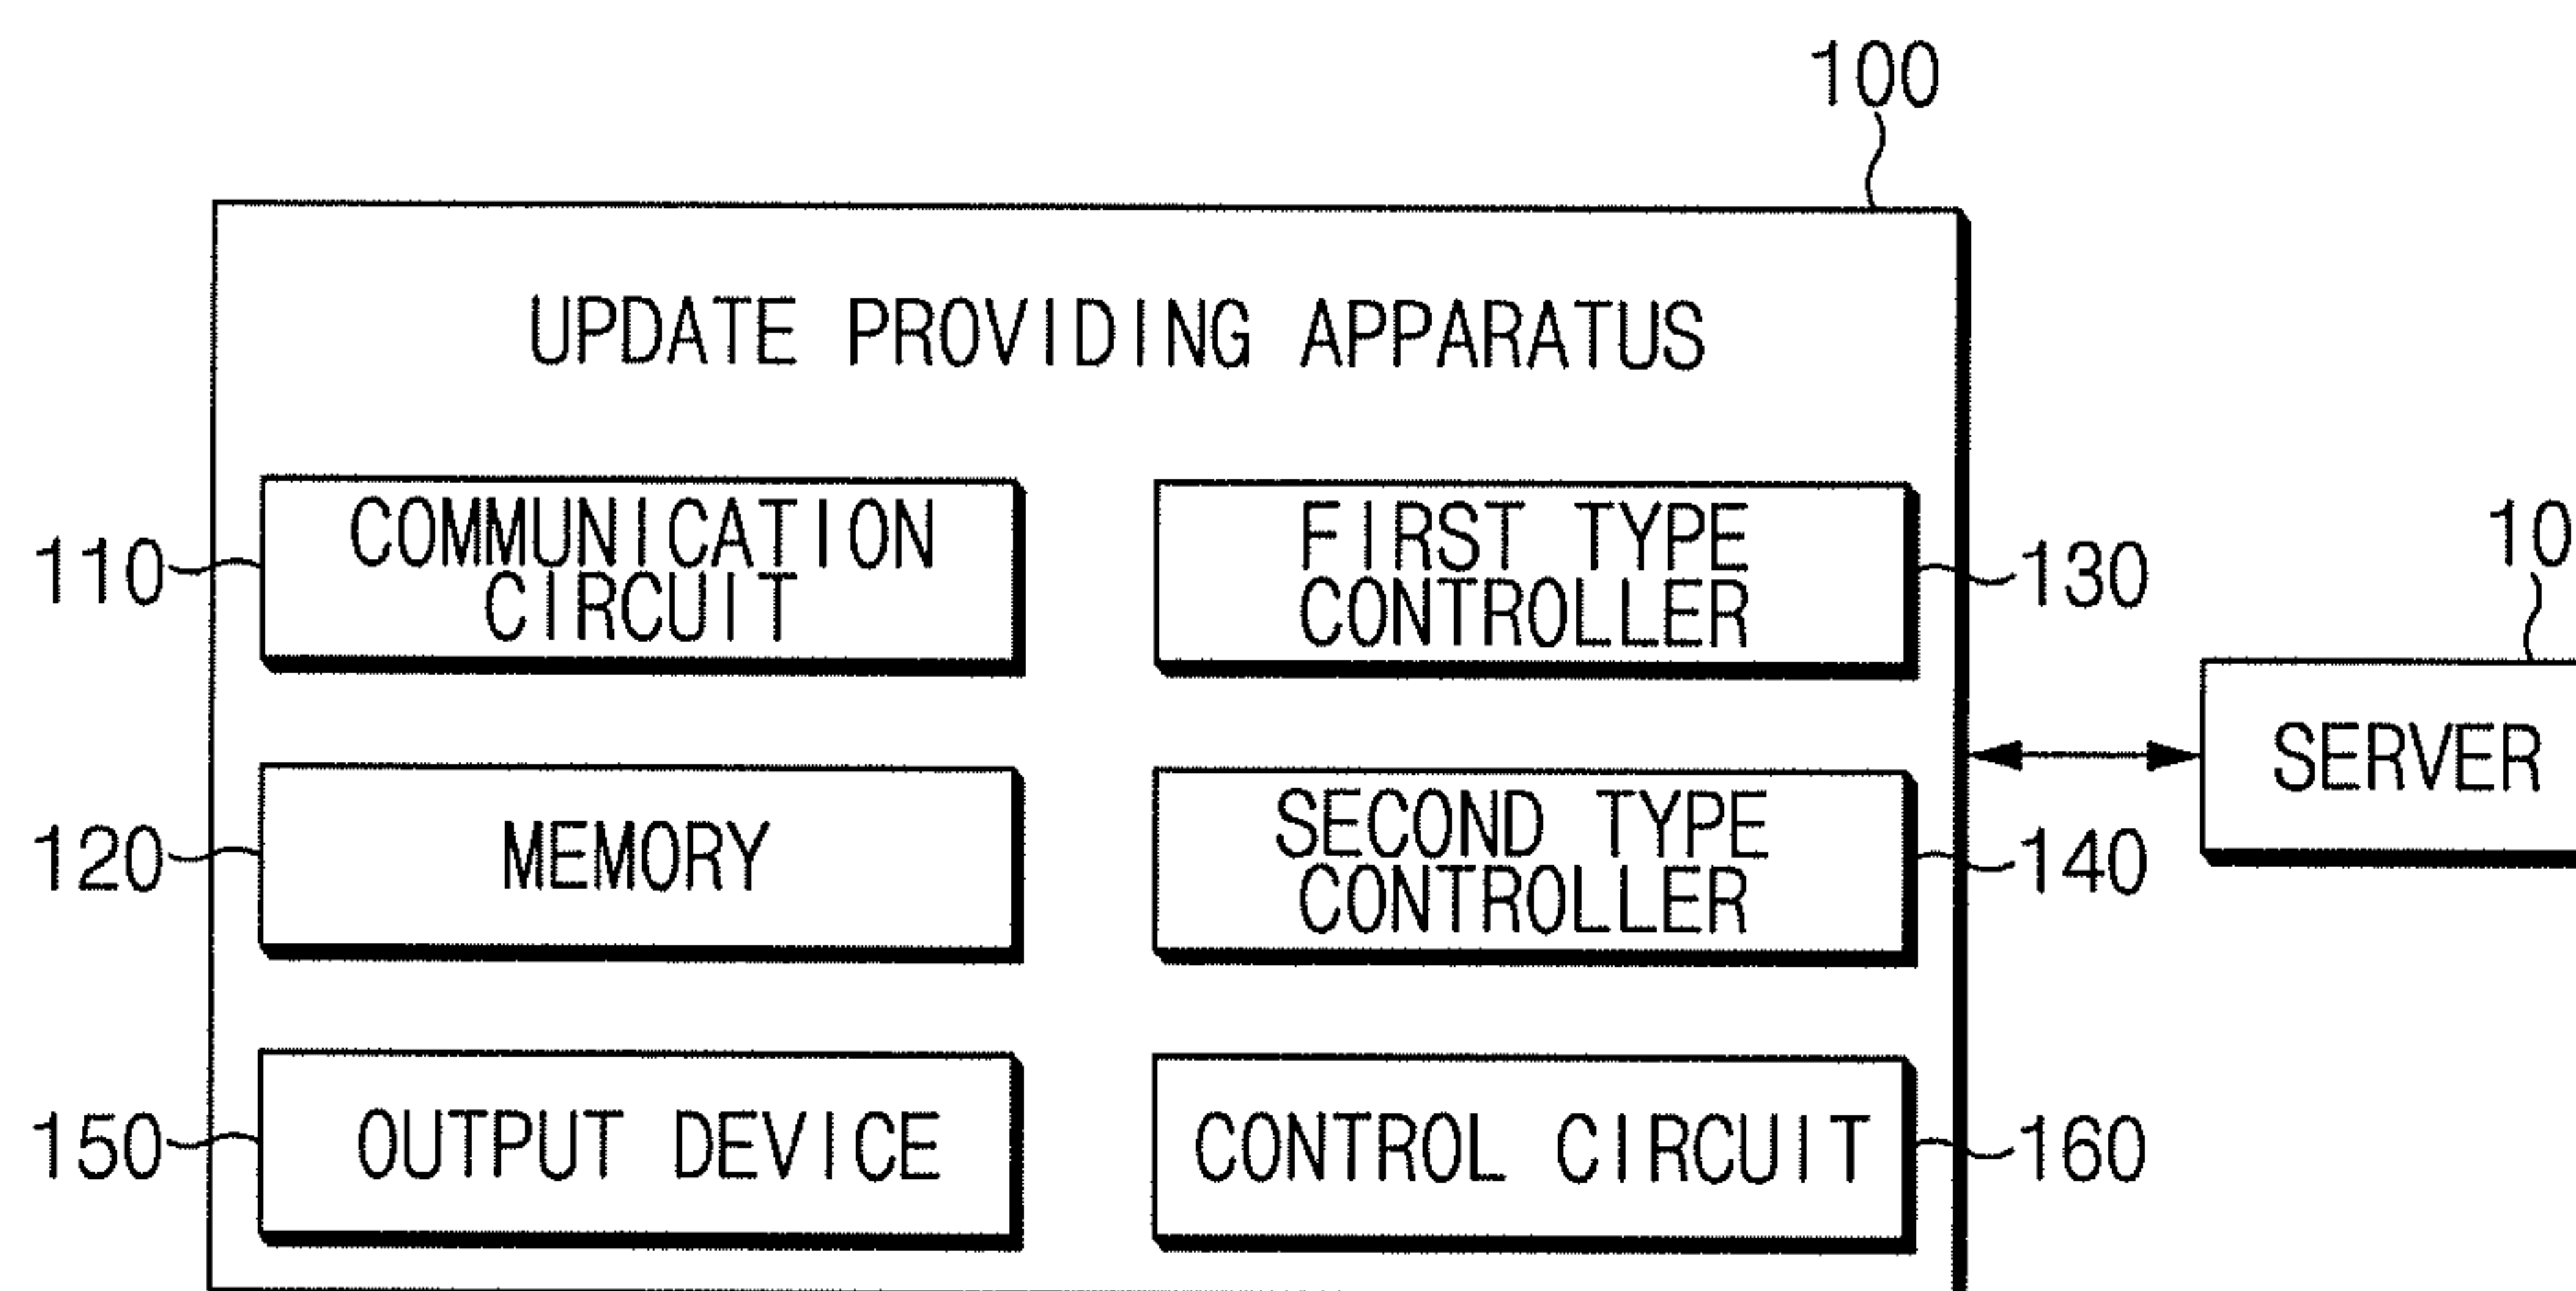 100
UPDATE PROVIDING APPARATUS
110
COMMUNICATION
CIRCUIT
FIRST TYPE
CONTROLLER
130
10
120
MEMORY
SECOND TYPE
CONTROLLER
140
SERVER
150
OUTPUT DEVICE
CONTROL CIRCUIT
160